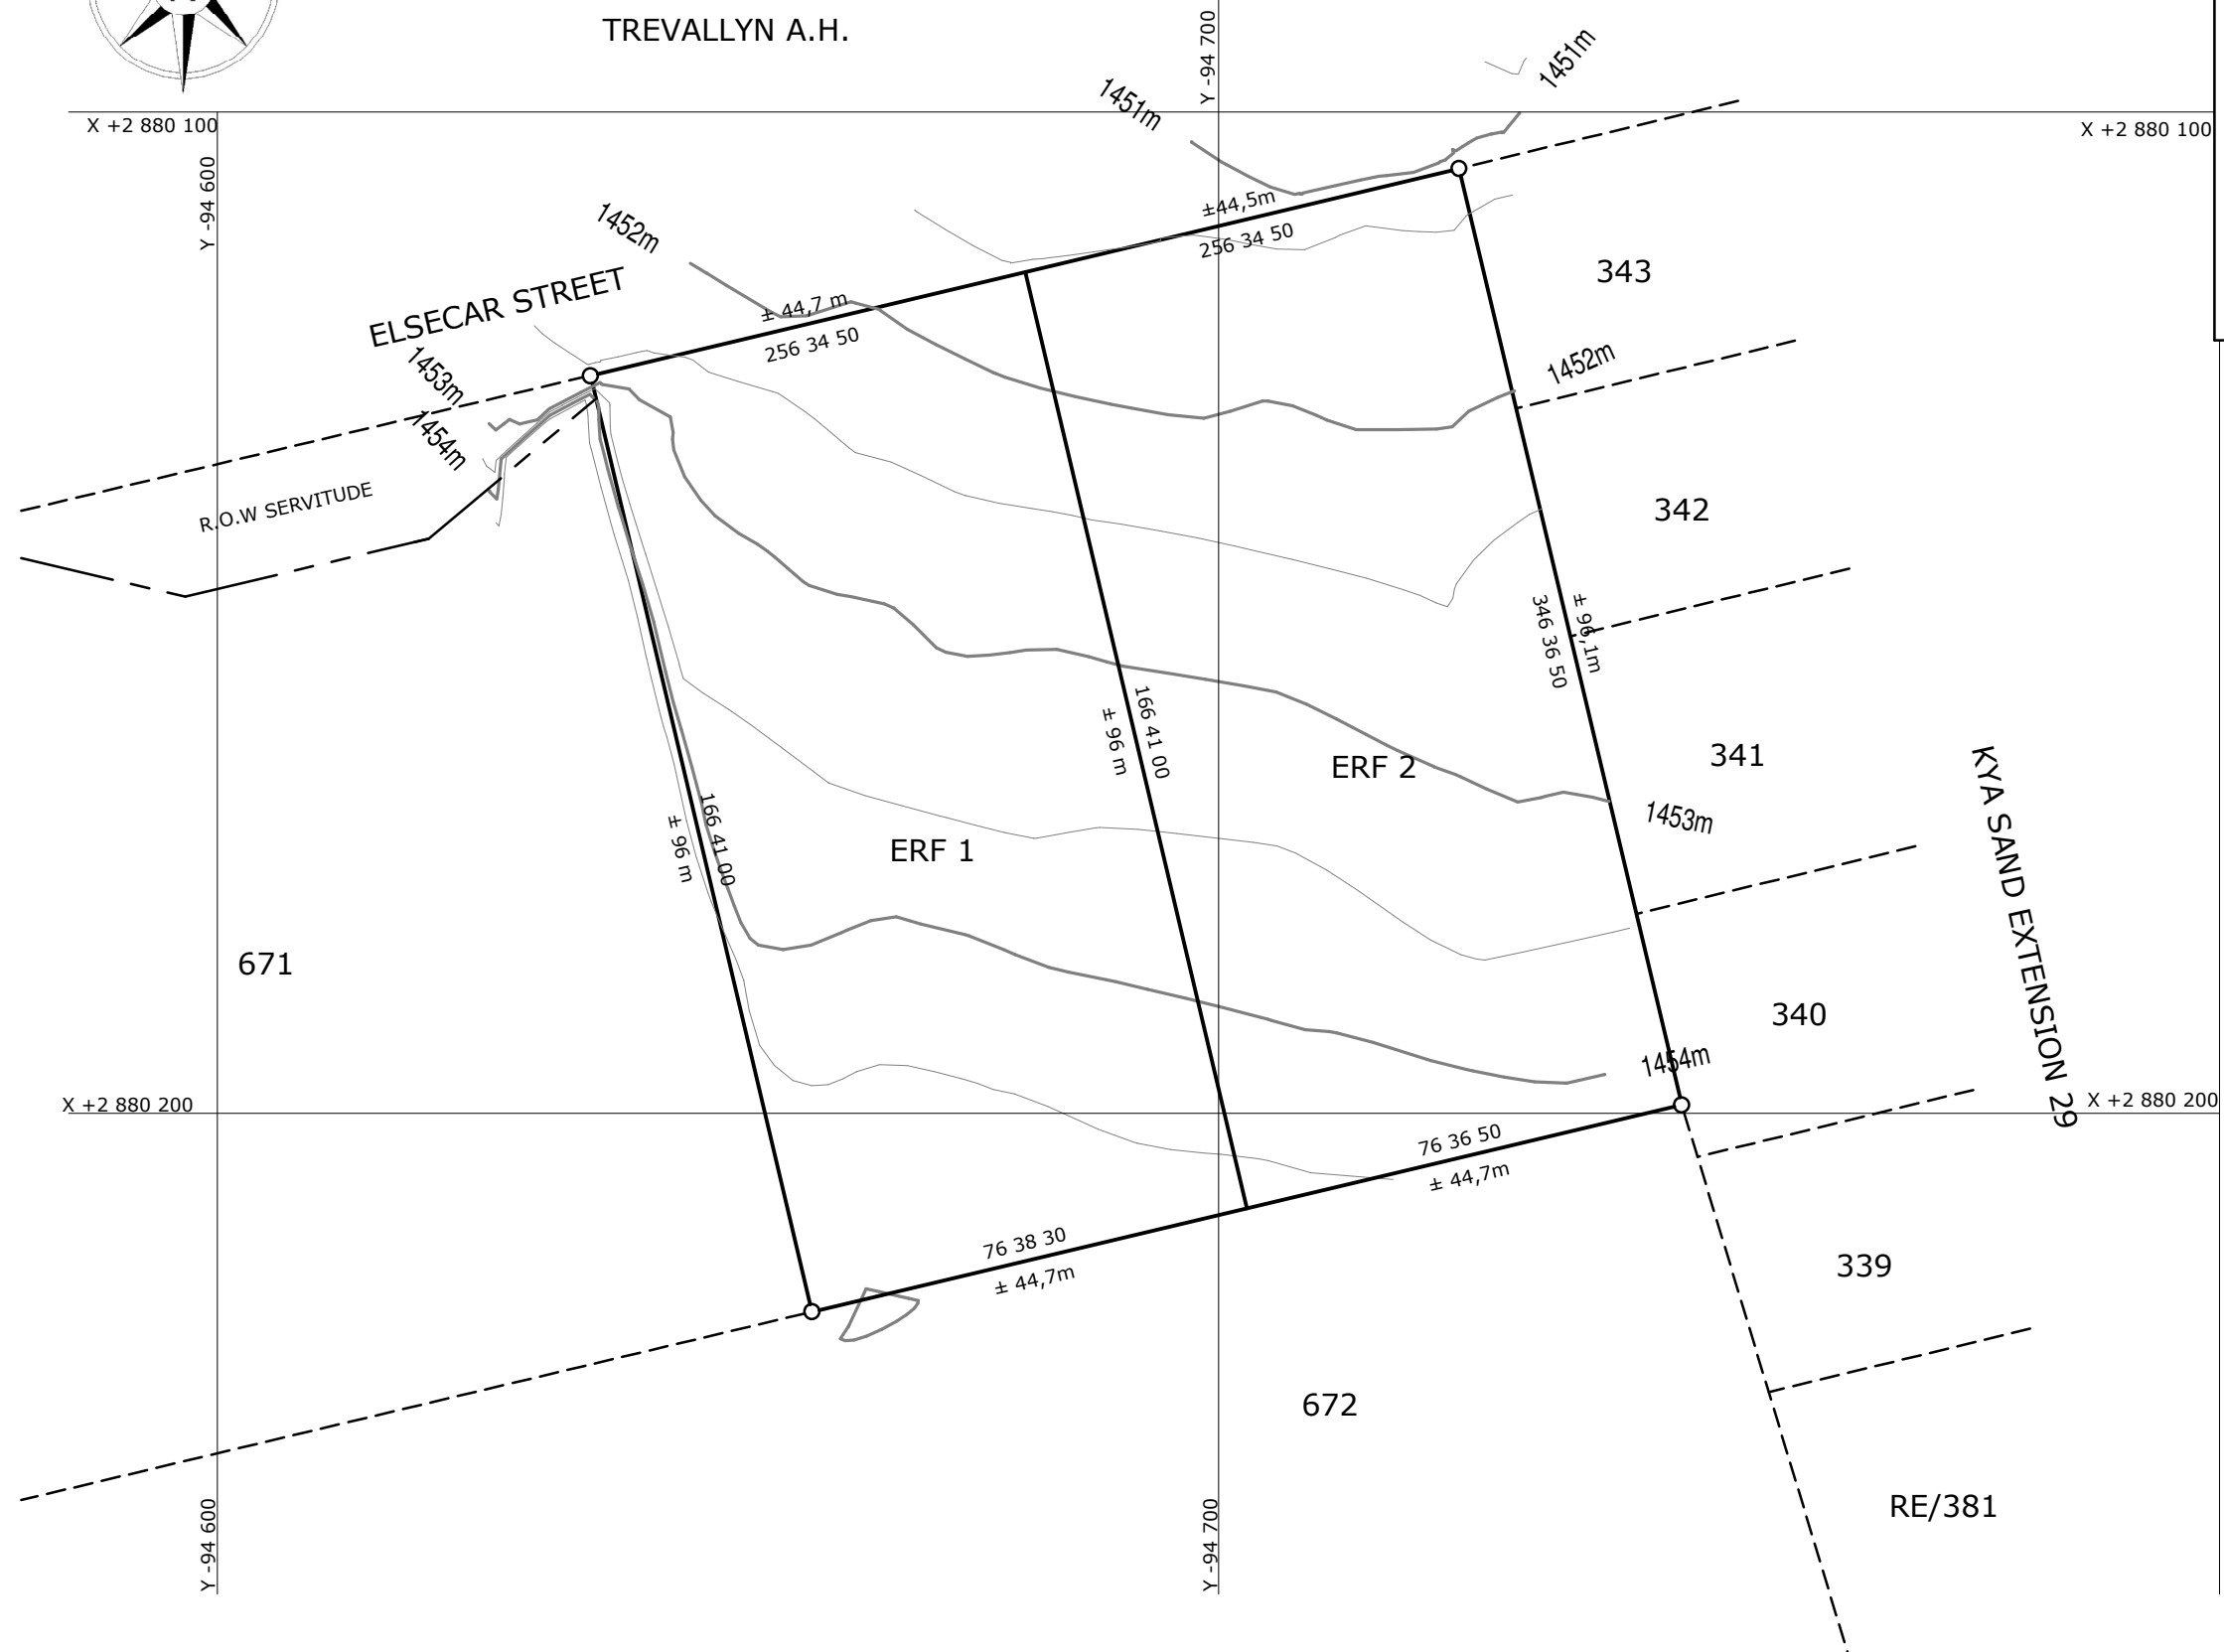 TREVALLYN A.H.
Y -94 700
1451m
1451m
X +2 880 100
X +2 880 100
Y -94 600
1452m
±44,5m
256 34 50
343
ELSECAR STREET
± 44,7 m
256 34 50
1453m
1452m
1454m
R.O.W SERVITUDE
342
346 36 50
± 96,1m
166 41 00
± 96 m
ERF 2
341
KYA SAND EXTENSION 29
1453m
166 41 00
± 96 m
ERF 1
671
340
1454m
X +2 880 200
X +2 880 200
76 36 50
± 44,7m
76 38 30
± 44,7m
339
672
Y -94 600
Y -94 700
RE/381